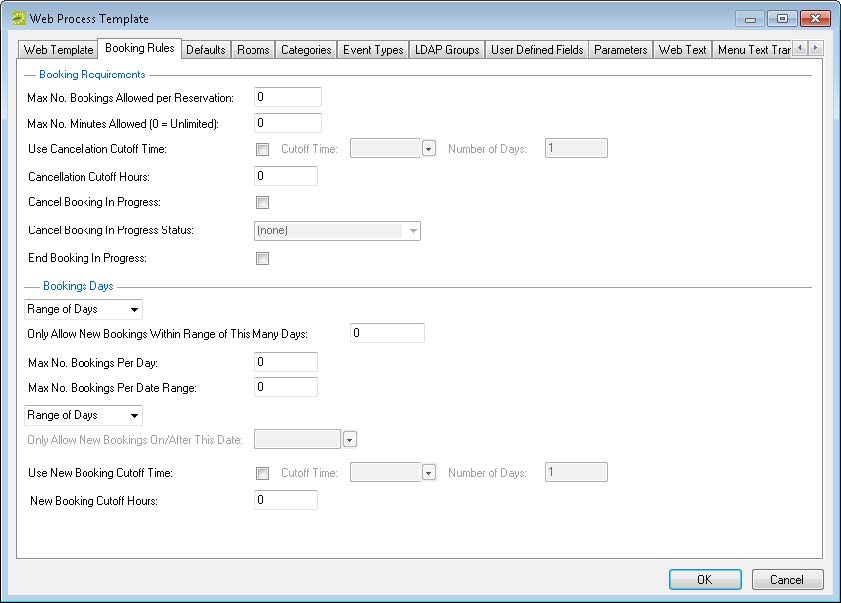 Web Process Template
Web Template Booking Rules Defaults Rooms Categories Event Types LDAP Groups User Defined Fields Parameters Web Text Menu Text Tran
Booking Requirements
Max No. Bookings Allowed per Reservation: 0
Max No. Minutes Allowed (0 = Unlimited): 0
Use Cancelation Cutoff Time: Cutoff Time: Number of Days: 1
Cancellation Cutoff Hours: 0
Cancel Booking In Progress:
Cancel Booking In Progress Status: (none)
End Booking In Progress:
Bookings Days
Range of Days
Only Allow New Bookings Within Range of This Many Days: 0
Max No. Bookings Per Day: 0
Max No. Bookings Per Date Range: 0
Range of Days
Only Allow New Bookings On/After This Date:
Use New Booking Cutoff Time: Cutoff Time: Number of Days: 1
New Booking Cutoff Hours: 0
OK Cancel